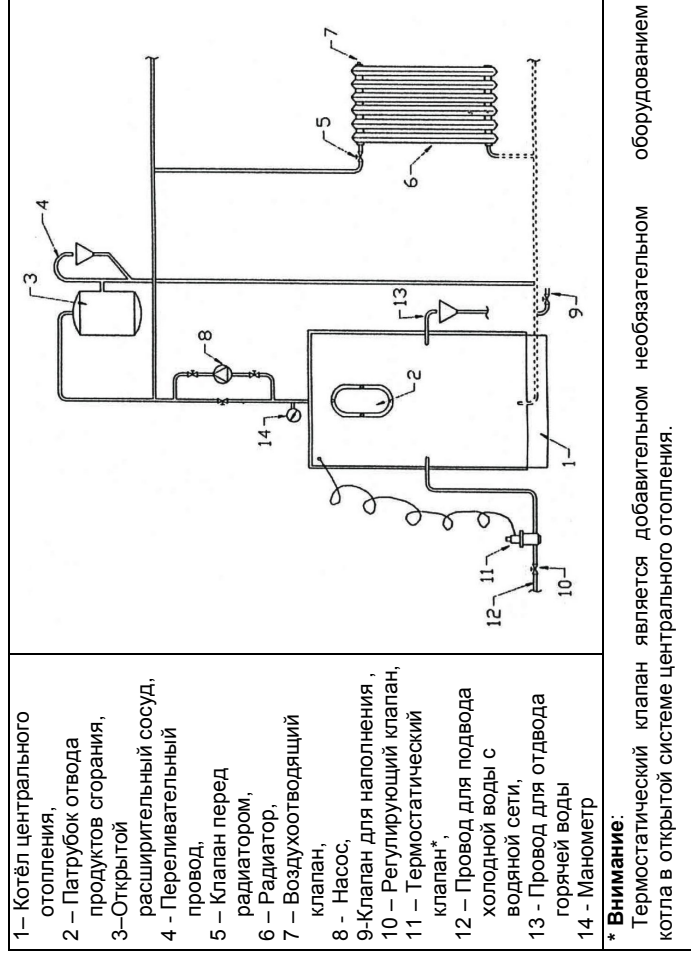 1– Котёл центрального
отопления,
2 – Патрубок отвода
продуктов сгорания,
3–Открытой
расширительный сосуд,
4 - Переливательный
провод,
5 – Клапан перед
радиатором,
6 – Радиатор,
7 – Воздухоотводящий
клапан,
8 - Насос,
9-Клапан для наполнения ,
10 – Регулирующий клапан,
11 – Термостатический
клапан*,
12 – Провод для подвода
холодной воды с
водяной сети,
13 - Провод для отдвода
горячей воды
14 - Манометр
3
4
7
5
6
8
14
13
2
9
1
11
12
10
* Внимание:
Термостатический клапан является добавительном необязательном оборудованием
котла в открытой системе центрального отопления.